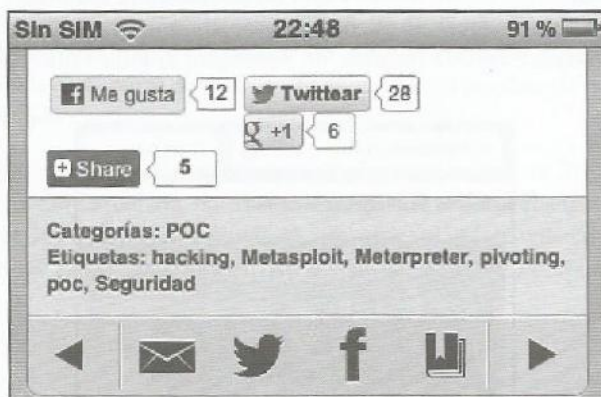 Sin SIM 22:48 91 %
Me gusta 12 Twittear 28
+1 6
Share 5
Categorías: POC
Etiquetas: hacking, Metasploit, Meterpreter, pivoting,
poc, Seguridad